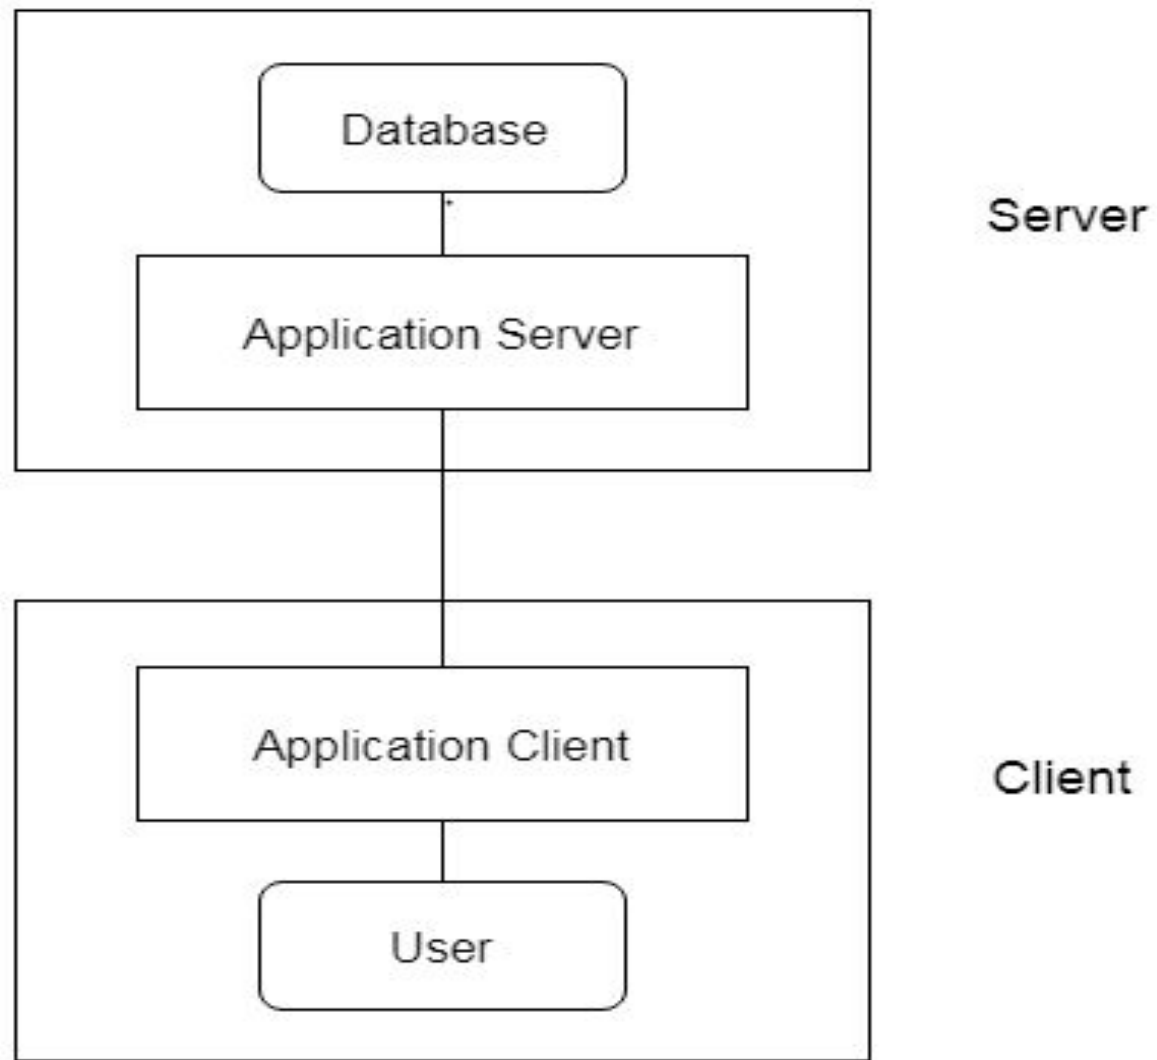 Database
Server
Application Server
Application Client
Client
User